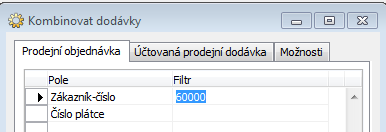 Kombinovat dodávky
Prodejní objednávka Účtovaná prodejní dodávka Možnosti
Pole Filtr
Zákazník-číslo 60000
Číslo plátce